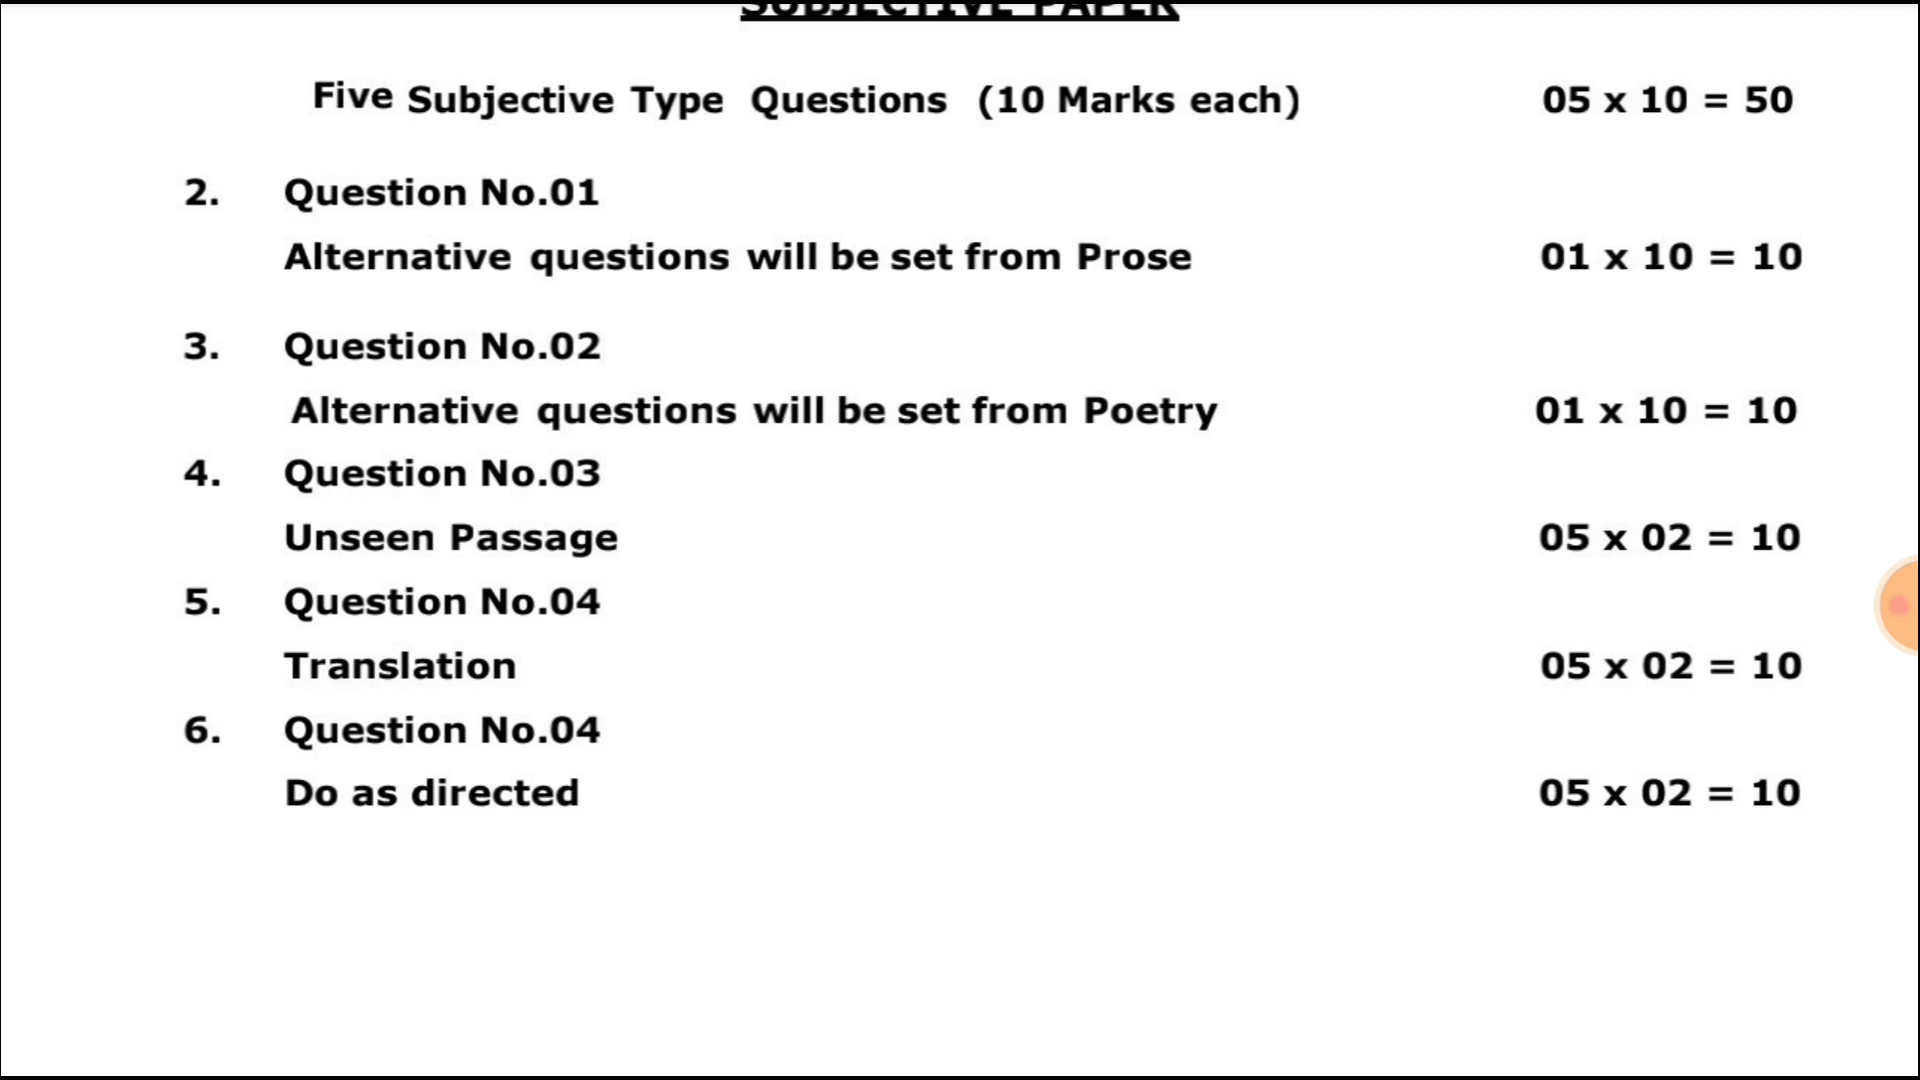 SUBJECTIVE PAPER
Five Subjective Type Questions (10 Marks each) 05 x 10 = 50
2. Question No.01
Alternative questions will be set from Prose 01 x 10 = 10
3. Question No.02
Alternative questions will be set from Poetry 01 x 10 = 10
4. Question No.03
Unseen Passage 05 x 02 = 10
5. Question No.04
Translation 05 x 02 = 10
6. Question No.04
Do as directed 05 x 02 = 10